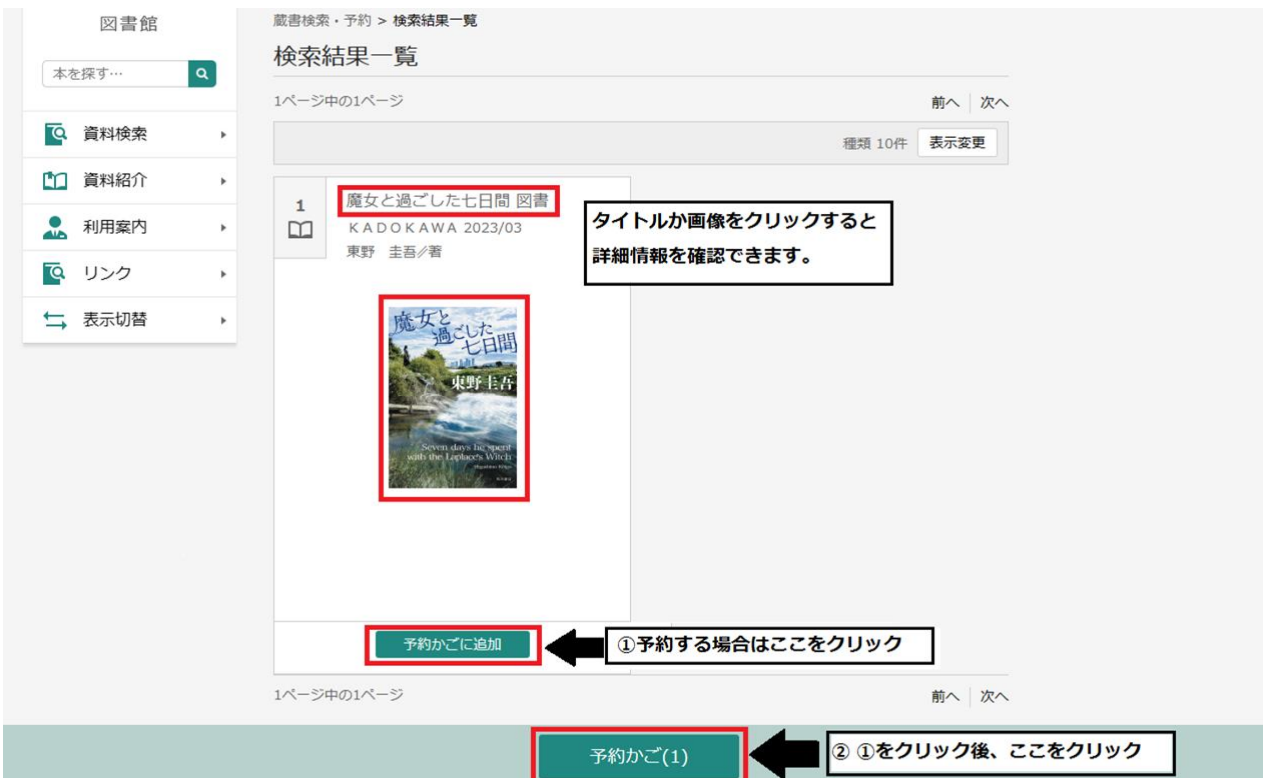 図書館
本を探す…
資料検索
資料紹介
利用案内
リンク
表示切替
蔵書検索・予約 > 検索結果一覧
検索結果一覧
1ページ中の1ページ
前へ 次へ
種類 10件 表示変更
1
魔女と過ごした七日間 図書
ＫＡＤＯＫＡＷＡ 2023/03
東野 圭吾∕著
タイトルか画像をクリックすると
詳細情報を確認できます。
魔女と
過ごした
七日間
東野圭吾
Seven days he spent
with the Laplace's Witch
予約かごに追加
①予約する場合はここをクリック
1ページ中の1ページ
前へ 次へ
予約かご(1)
② ①をクリック後、ここをクリック